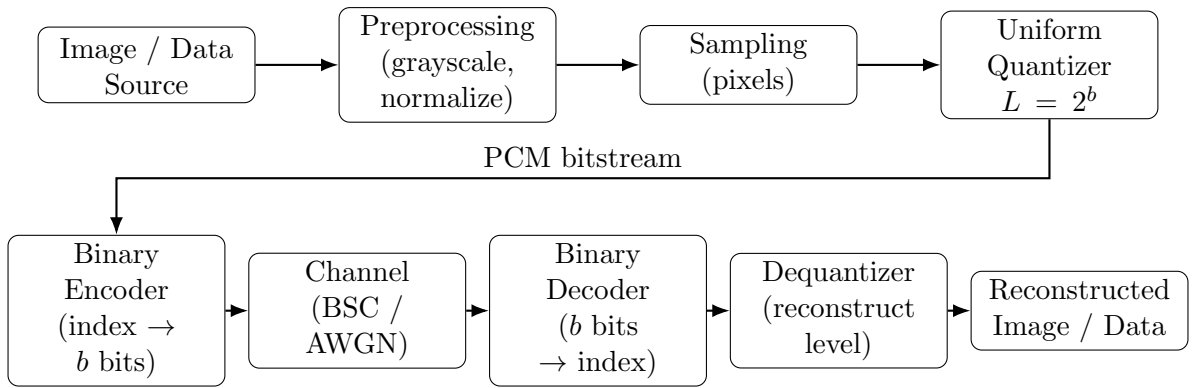 Image / Data
Source
Preprocessing
(grayscale,
normalize)
Sampling
(pixels)
Uniform
Quantizer
L = 2^b
PCM bitstream
Binary
Encoder
(index →
b bits)
Channel
(BSC /
AWGN)
Binary
Decoder
(b bits
→ index)
Dequantizer
(reconstruct
level)
Reconstructed
Image / Data